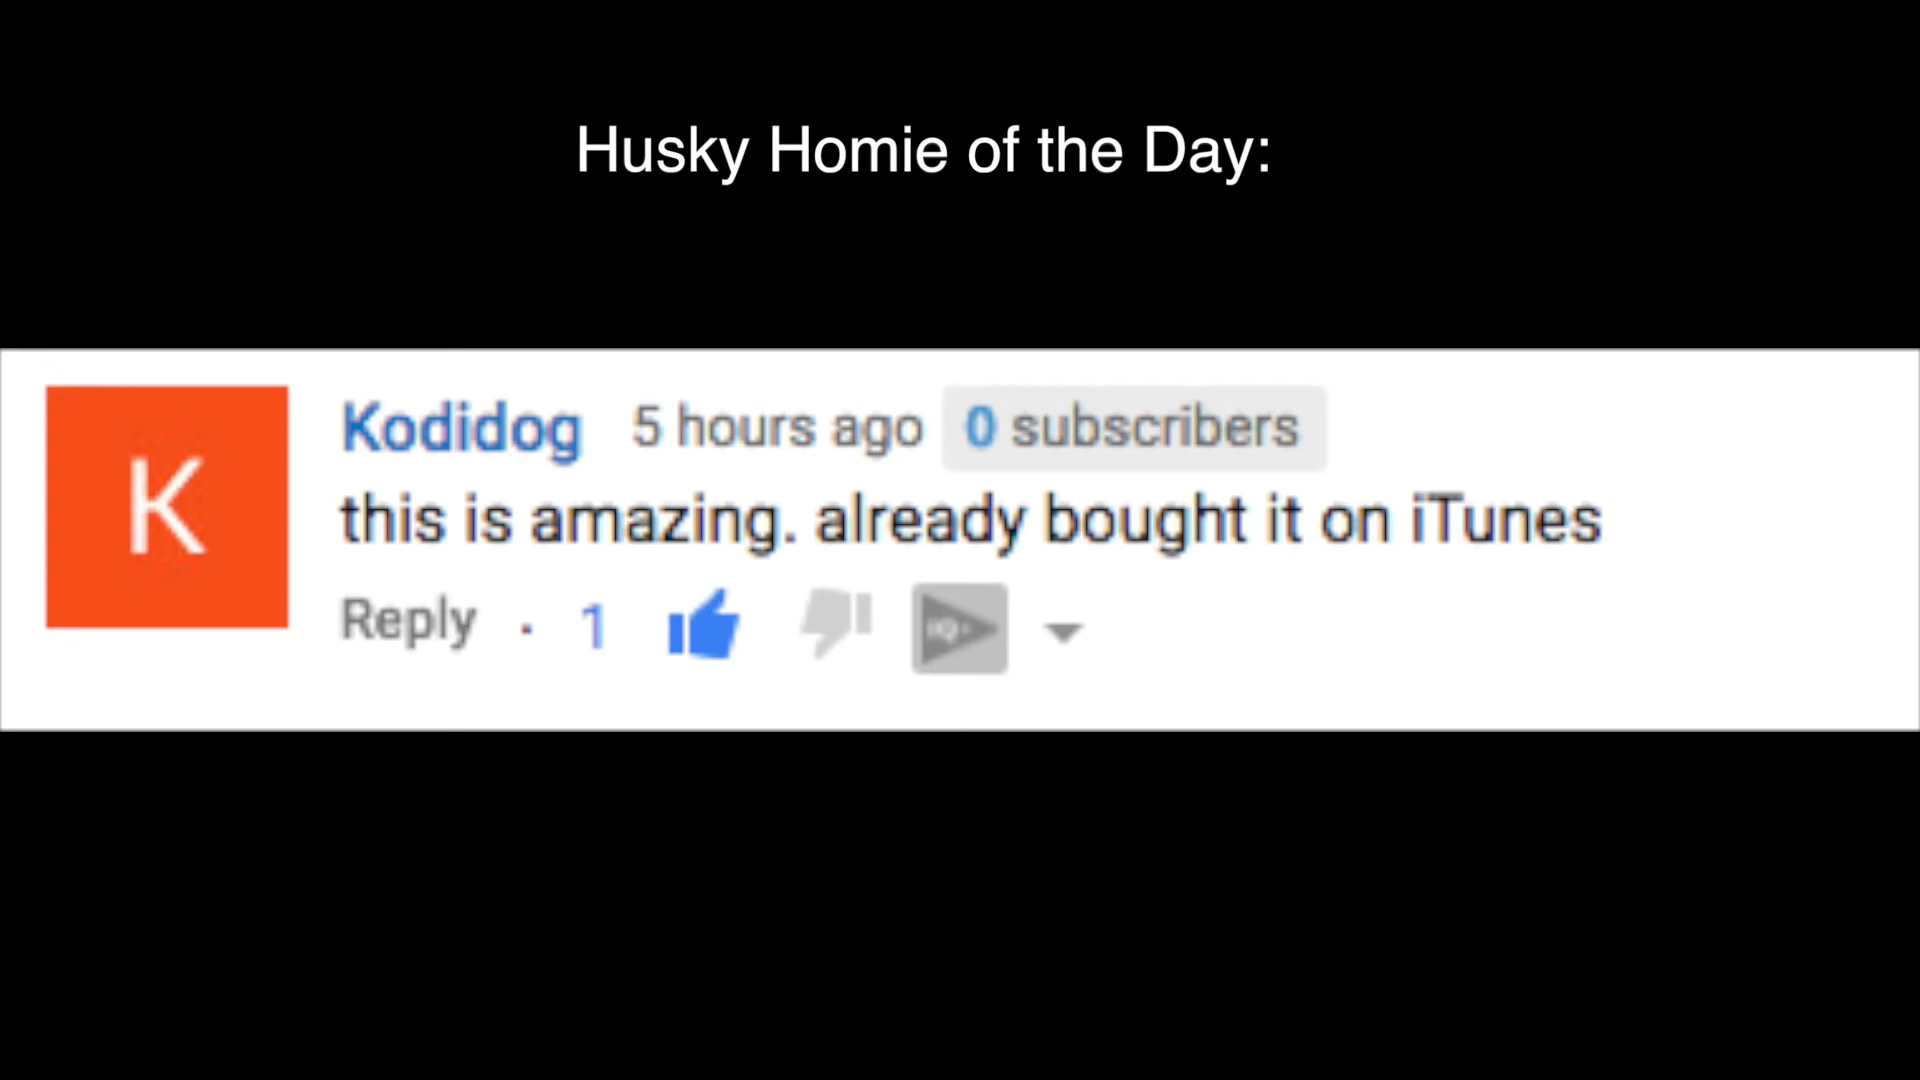 Husky Homie of the Day:
K
Kodidog 5 hours ago 0 subscribers
this is amazing. already bought it on iTunes
Reply · 1